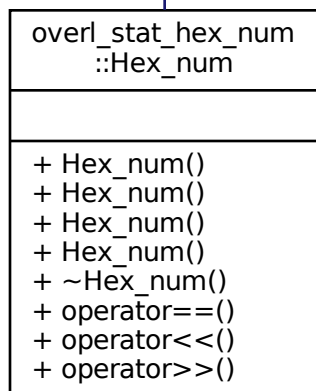 overl_stat_hex_num
::Hex_num
+ Hex_num()
+ Hex_num()
+ Hex_num()
+ Hex_num()
+ ~Hex_num()
+ operator==()
+ operator<<()
+ operator>>()